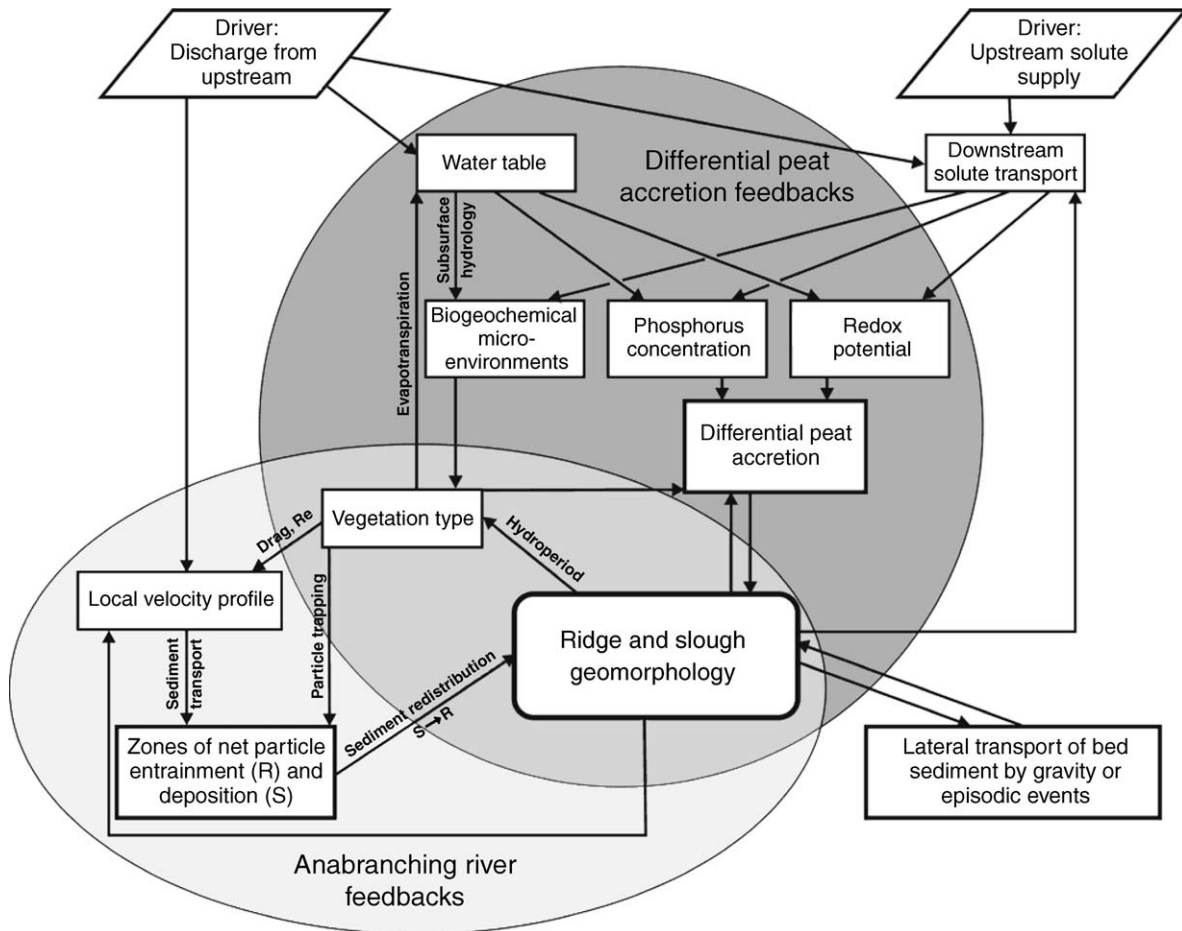 Driver:
Discharge from
upstream
Driver:
Upstream solute
supply
Water table
Differential peat
accretion feedbacks
Downstream
solute transport
Subsurface
hydrology
Evapotranspiration
Biogeochemical
micro-
environments
Phosphorus
concentration
Redox
potential
Differential peat
accretion
Vegetation type
Drag, Re
Hydroperiod
Local velocity profile
Particle trapping
Sediment
transport
Ridge and slough
geomorphology
Sediment redistribution
S→R
Zones of net particle
entrainment (R) and
deposition (S)
Lateral transport of bed
sediment by gravity or
episodic events
Anabranching river
feedbacks